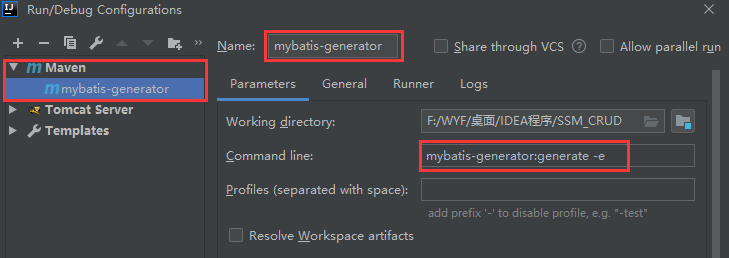 IJ Run/Debug Configurations
Name: mybatis-generator
Share through VCS ? Allow parallel run
Maven
mmybatis-generator
Tomcat Server
Templates
Parameters General Runner Logs
Working directory: F:/WYF/桌面/IDEA程序/SSM_CRUD
Command line: mybatis-generator:generate -e
Profiles (separated with space):
add prefix '-' to disable profile, e.g. "-test"
Resolve Workspace artifacts